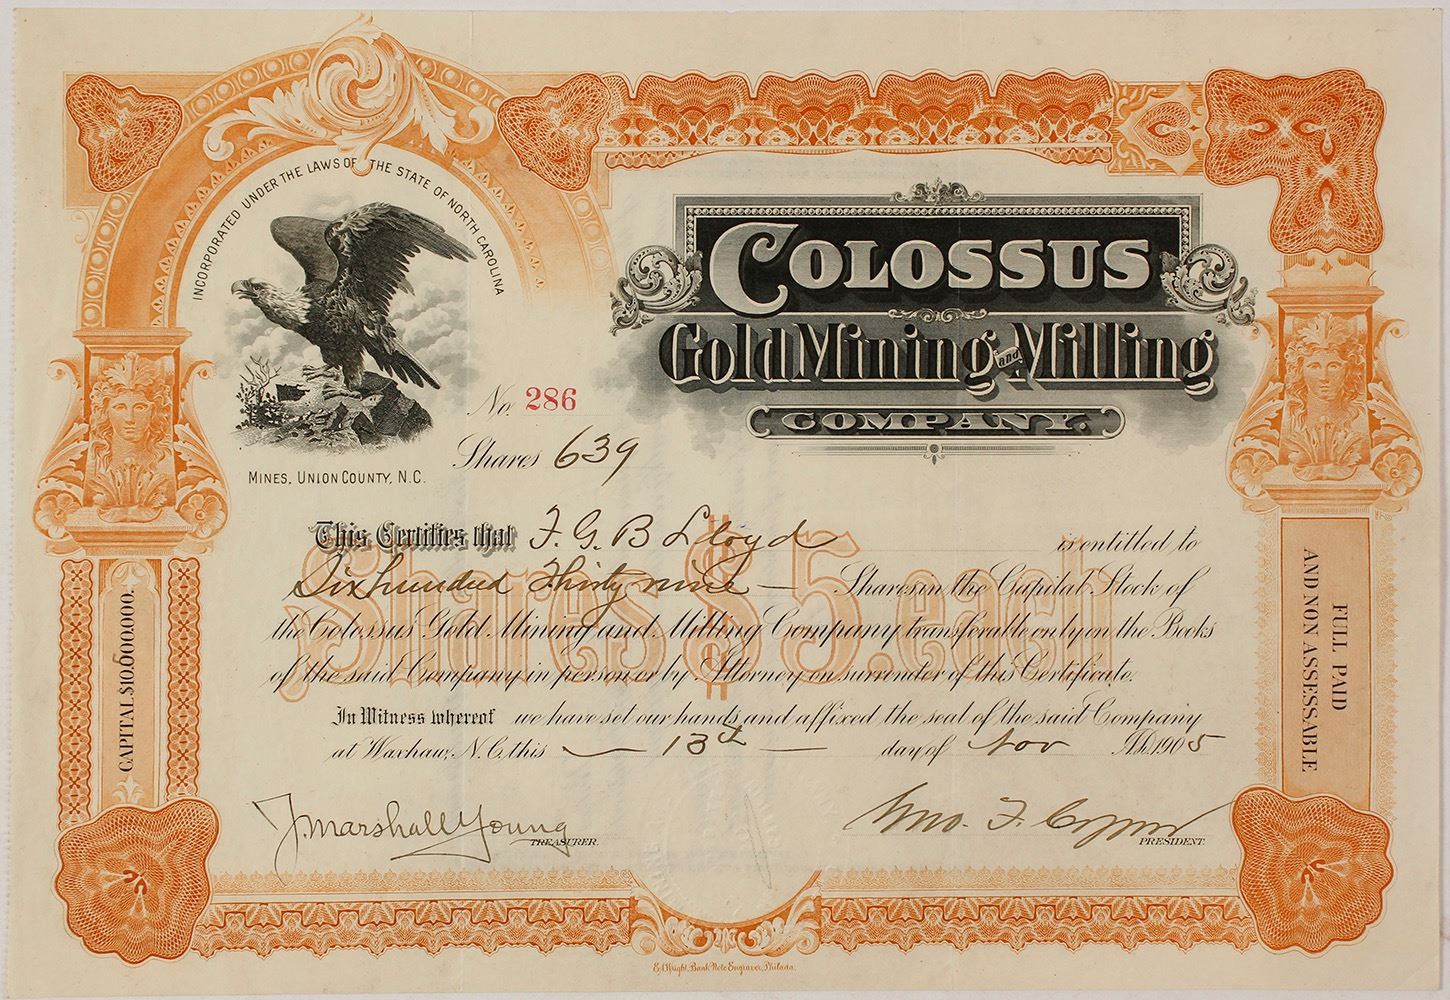 INCORPORATED UNDER THE LAWS OF THE STATE OF NORTH CAROLINA
COLOSSUS
Gold Mining and Milling
COMPANY.
No. 286
Shares 639
MINES, UNION COUNTY, N.C.
Shares $5. each
This Certifies that F. G. B Lloyd is entitled to
Six hundred Thirty nine Shares in the Capital Stock of
the Colossus Gold Mining and Milling Company transferable only on the Books
of the said Company in person or by Attorney on surrender of this Certificate.
In Witness whereof we have set our hands and affixed the seal of the said Company
at Waxhaw, N.C. this 13th day of Nov A.D. 1905
J. Marshall Young
TREASURER.
PRESIDENT.
CAPITAL $10,000,000.
FULL PAID
AND NON ASSESSABLE
E.A. Wright, Bank Note Engraver, Philada.